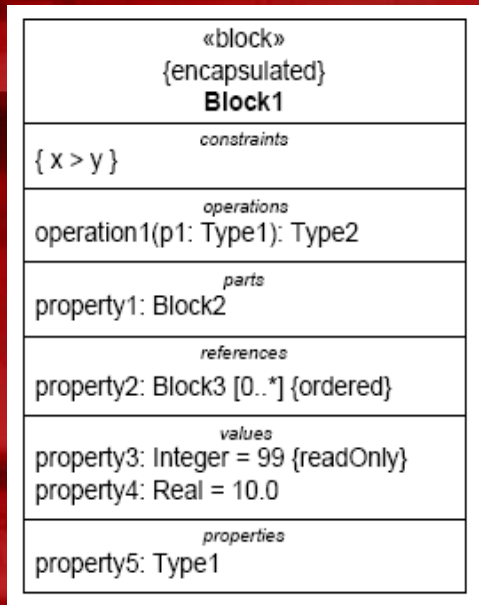 «block»
{encapsulated}
Block1
constraints
{ x > y }
operations
operation1(p1: Type1): Type2
parts
property1: Block2
references
property2: Block3 [0..*] {ordered}
values
property3: Integer = 99 {readOnly}
property4: Real = 10.0
properties
property5: Type1